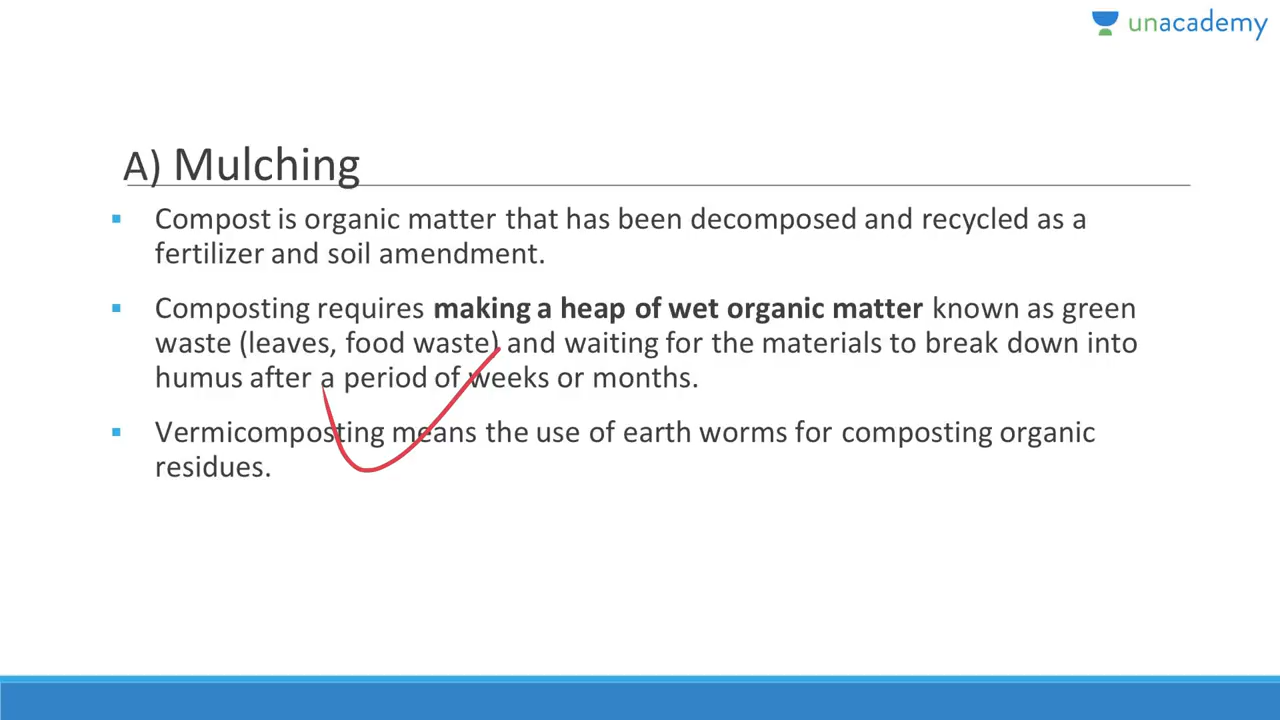 unacademy
A) Mulching
▪ Compost is organic matter that has been decomposed and recycled as a
fertilizer and soil amendment.
▪ Composting requires making a heap of wet organic matter known as green
waste (leaves, food waste) and waiting for the materials to break down into
humus after a period of weeks or months.
▪ Vermicomposting means the use of earth worms for composting organic
residues.